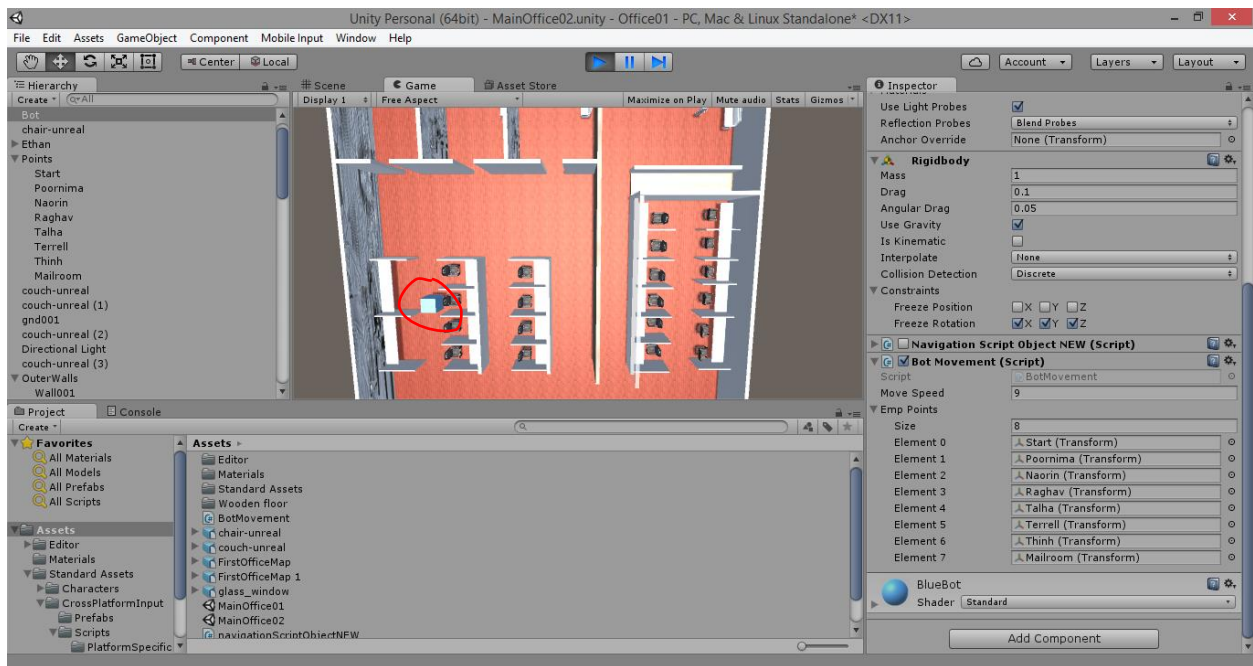 Unity Personal (64bit) - MainOffice02.unity - Office01 - PC, Mac & Linux Standalone* <DX11>
File Edit Assets GameObject Component Mobile Input Window Help
Center Local
Account Layers Layout
Hierarchy
Create All
Bot
chair-unreal
Ethan
Points
Start
Poornima
Naorin
Raghav
Talha
Terrell
Thinh
Mailroom
couch-unreal
couch-unreal (1)
gnd001
couch-unreal (2)
Directional Light
couch-unreal (3)
OuterWalls
Wall001
Scene Game Asset Store
Display 1 Free Aspect Maximize on Play Mute audio Stats Gizmos
Inspector
Use Light Probes
Reflection Probes Blend Probes
Anchor Override None (Transform)
Rigidbody
Mass 1
Drag 0.1
Angular Drag 0.05
Use Gravity
Is Kinematic
Interpolate None
Collision Detection Discrete
Constraints
Freeze Position X Y Z
Freeze Rotation X Y Z
Navigation Script Object NEW (Script)
Bot Movement (Script)
Script BotMovement
Move Speed 9
Emp Points
Size 8
Element 0 Start (Transform)
Element 1 Poornima (Transform)
Element 2 Naorin (Transform)
Element 3 Raghav (Transform)
Element 4 Talha (Transform)
Element 5 Terrell (Transform)
Element 6 Thinh (Transform)
Element 7 Mailroom (Transform)
BlueBot
Shader Standard
Add Component
Project Console
Create
Favorites
All Materials
All Models
All Prefabs
All Scripts
Assets
Editor
Materials
Standard Assets
Characters
CrossPlatformInput
Prefabs
Scripts
PlatformSpecific
Assets
Editor
Materials
Standard Assets
Wooden floor
BotMovement
chair-unreal
couch-unreal
FirstOfficeMap
FirstOfficeMap 1
glass_window
MainOffice01
MainOffice02
navigationScriptObjectNEW